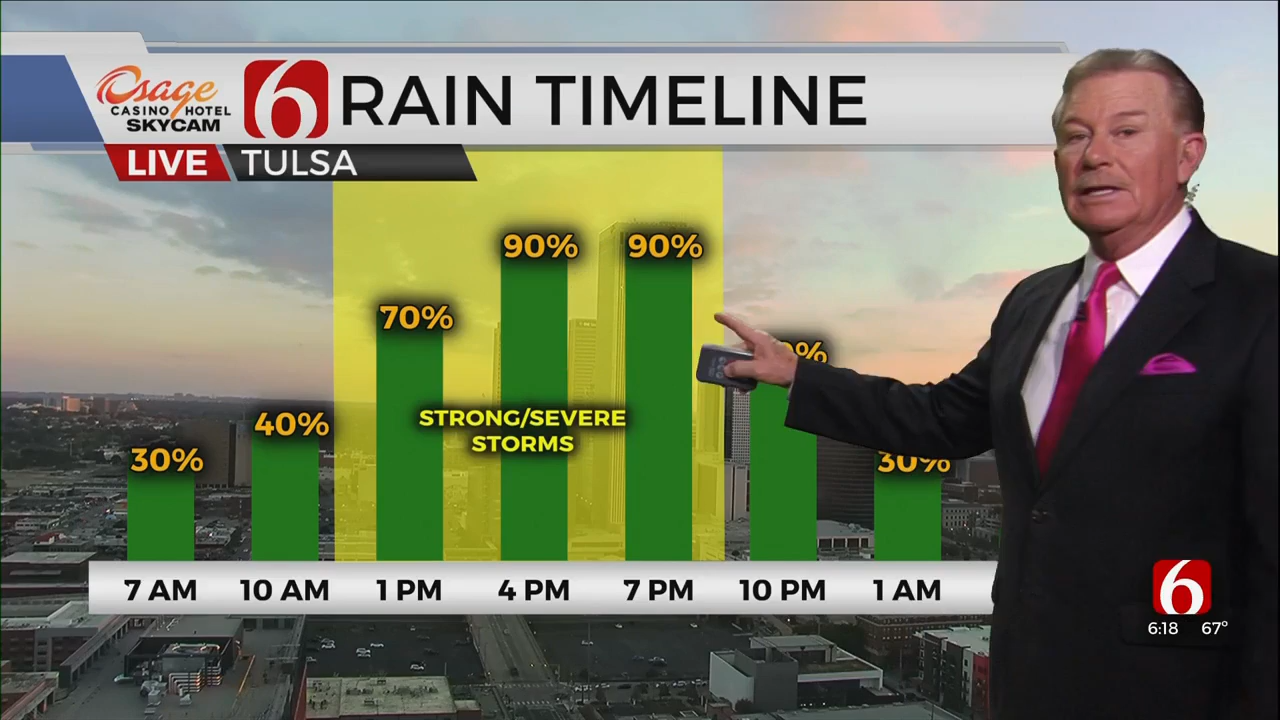 Osage
CASINO HOTEL
SKYCAM
6 RAIN TIMELINE
LIVE TULSA
90% 90%
70%
STRONG/SEVERE
STORMS
40%
30% 30%
7 AM 10 AM 1 PM 4 PM 7 PM 10 PM 1 AM
6
6:18 67°